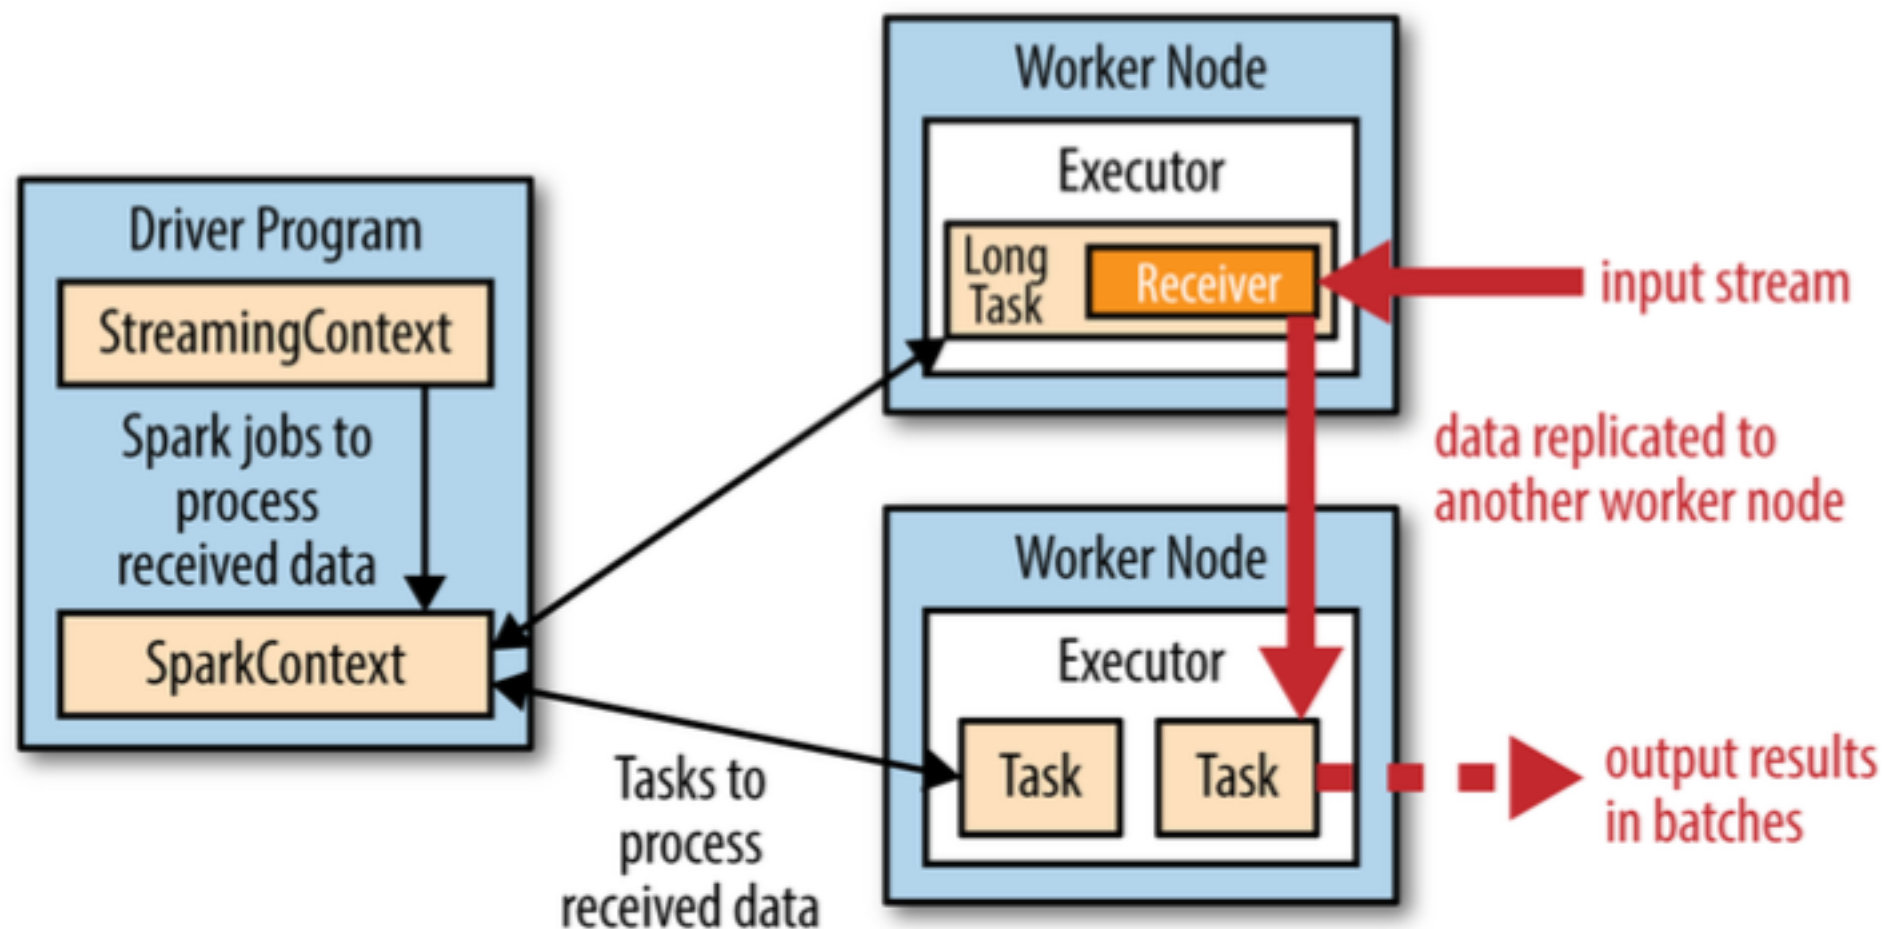 Driver Program
StreamingContext
Spark jobs to
process
received data
SparkContext
Tasks to
process
received data
Worker Node
Executor
Long
Task
Receiver
input stream
data replicated to
another worker node
Worker Node
Executor
Task
Task
output results
in batches